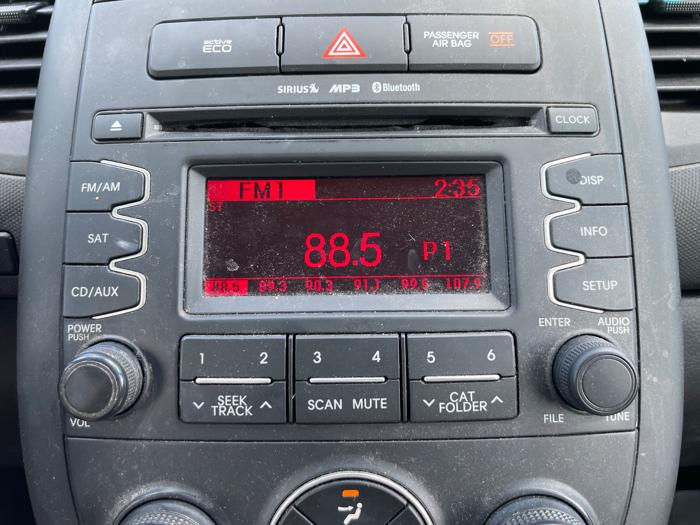 active ECO
PASSENGER AIR BAG OFF
SIRIUS MP3 Bluetooth
CLOCK
FM/AM
SAT
CD/AUX
FM1 2:35
ST
88.5 P1
88.5 89.3 90.3 91.1 99.5 107.9
DISP
INFO
SETUP
POWER PUSH
VOL
1 2
SEEK TRACK
3 4
SCAN MUTE
5 6
CAT FOLDER
ENTER
AUDIO PUSH
FILE
TUNE